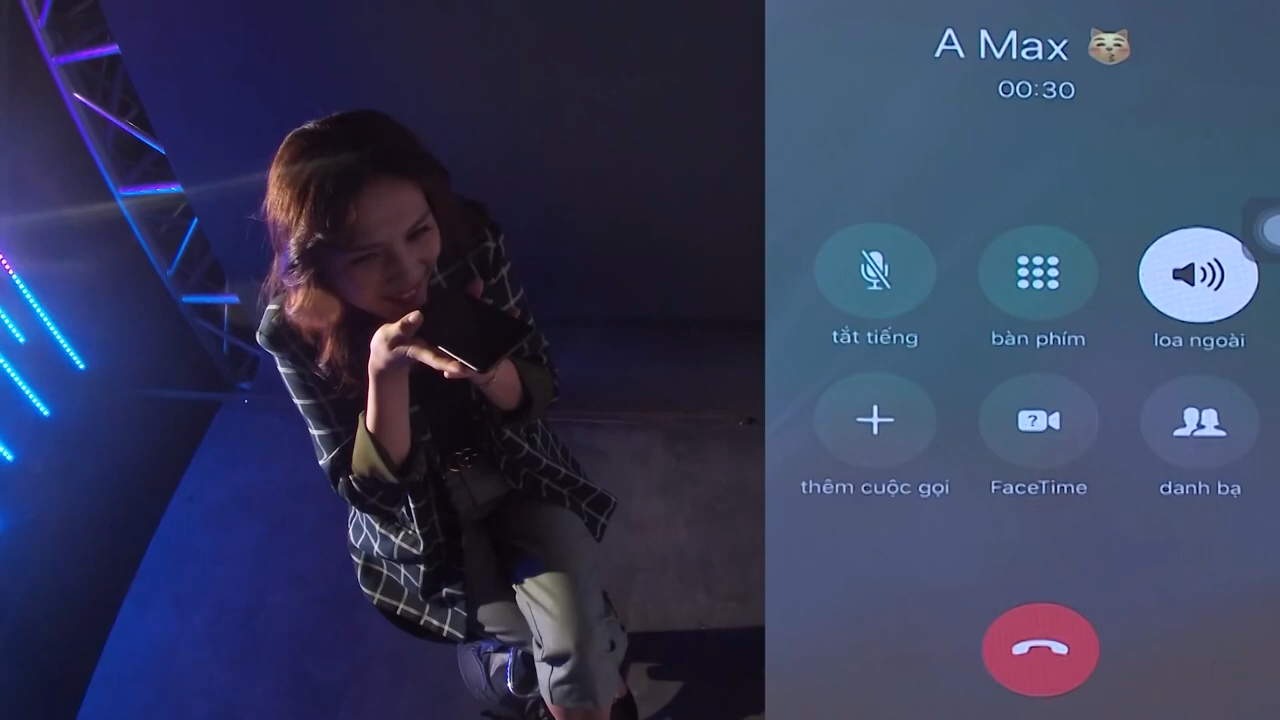 A Max 😽
00:30
tắt tiếng
bàn phím
loa ngoài
thêm cuộc gọi
FaceTime
danh bạ